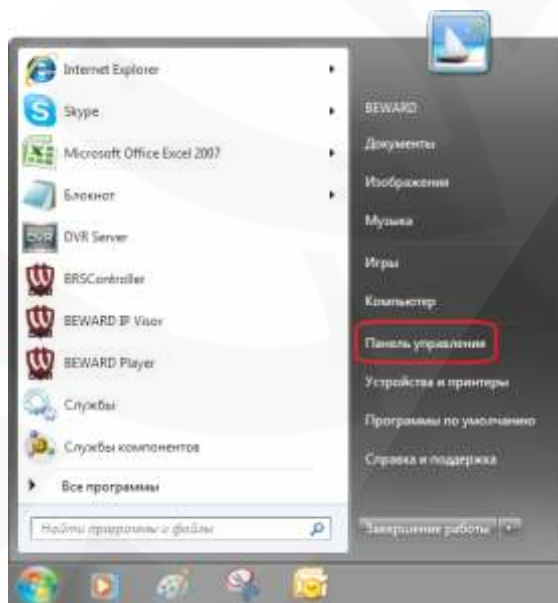 Internet Explorer
Skype
Microsoft Office Excel 2007
Блокнот
DVR Server
BRSController
BEWARD IP Visor
BEWARD Player
Службы
Службы компонентов
Все программы
Найти программы и файлы
BEWARD
Документы
Изображения
Музыка
Игры
Компьютер
Панель управления
Устройства и принтеры
Программы по умолчанию
Справка и поддержка
Завершение работы